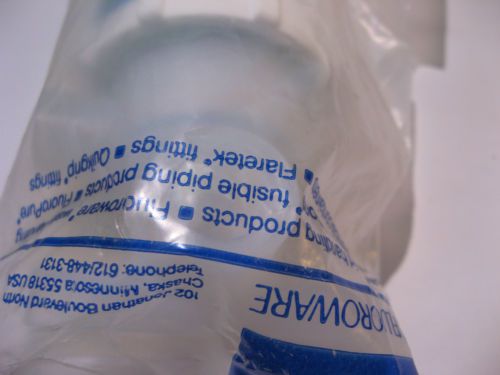 FLUOROWARE
102 Jonathan Boulevard North
Chaska, Minnesota 55318 USA
Telephone: 612/448-3131
products ■ Fluoroware
fusible piping products ■ FluoroPure®
■ Flaretek® fittings ■ Quikgrip® fittings